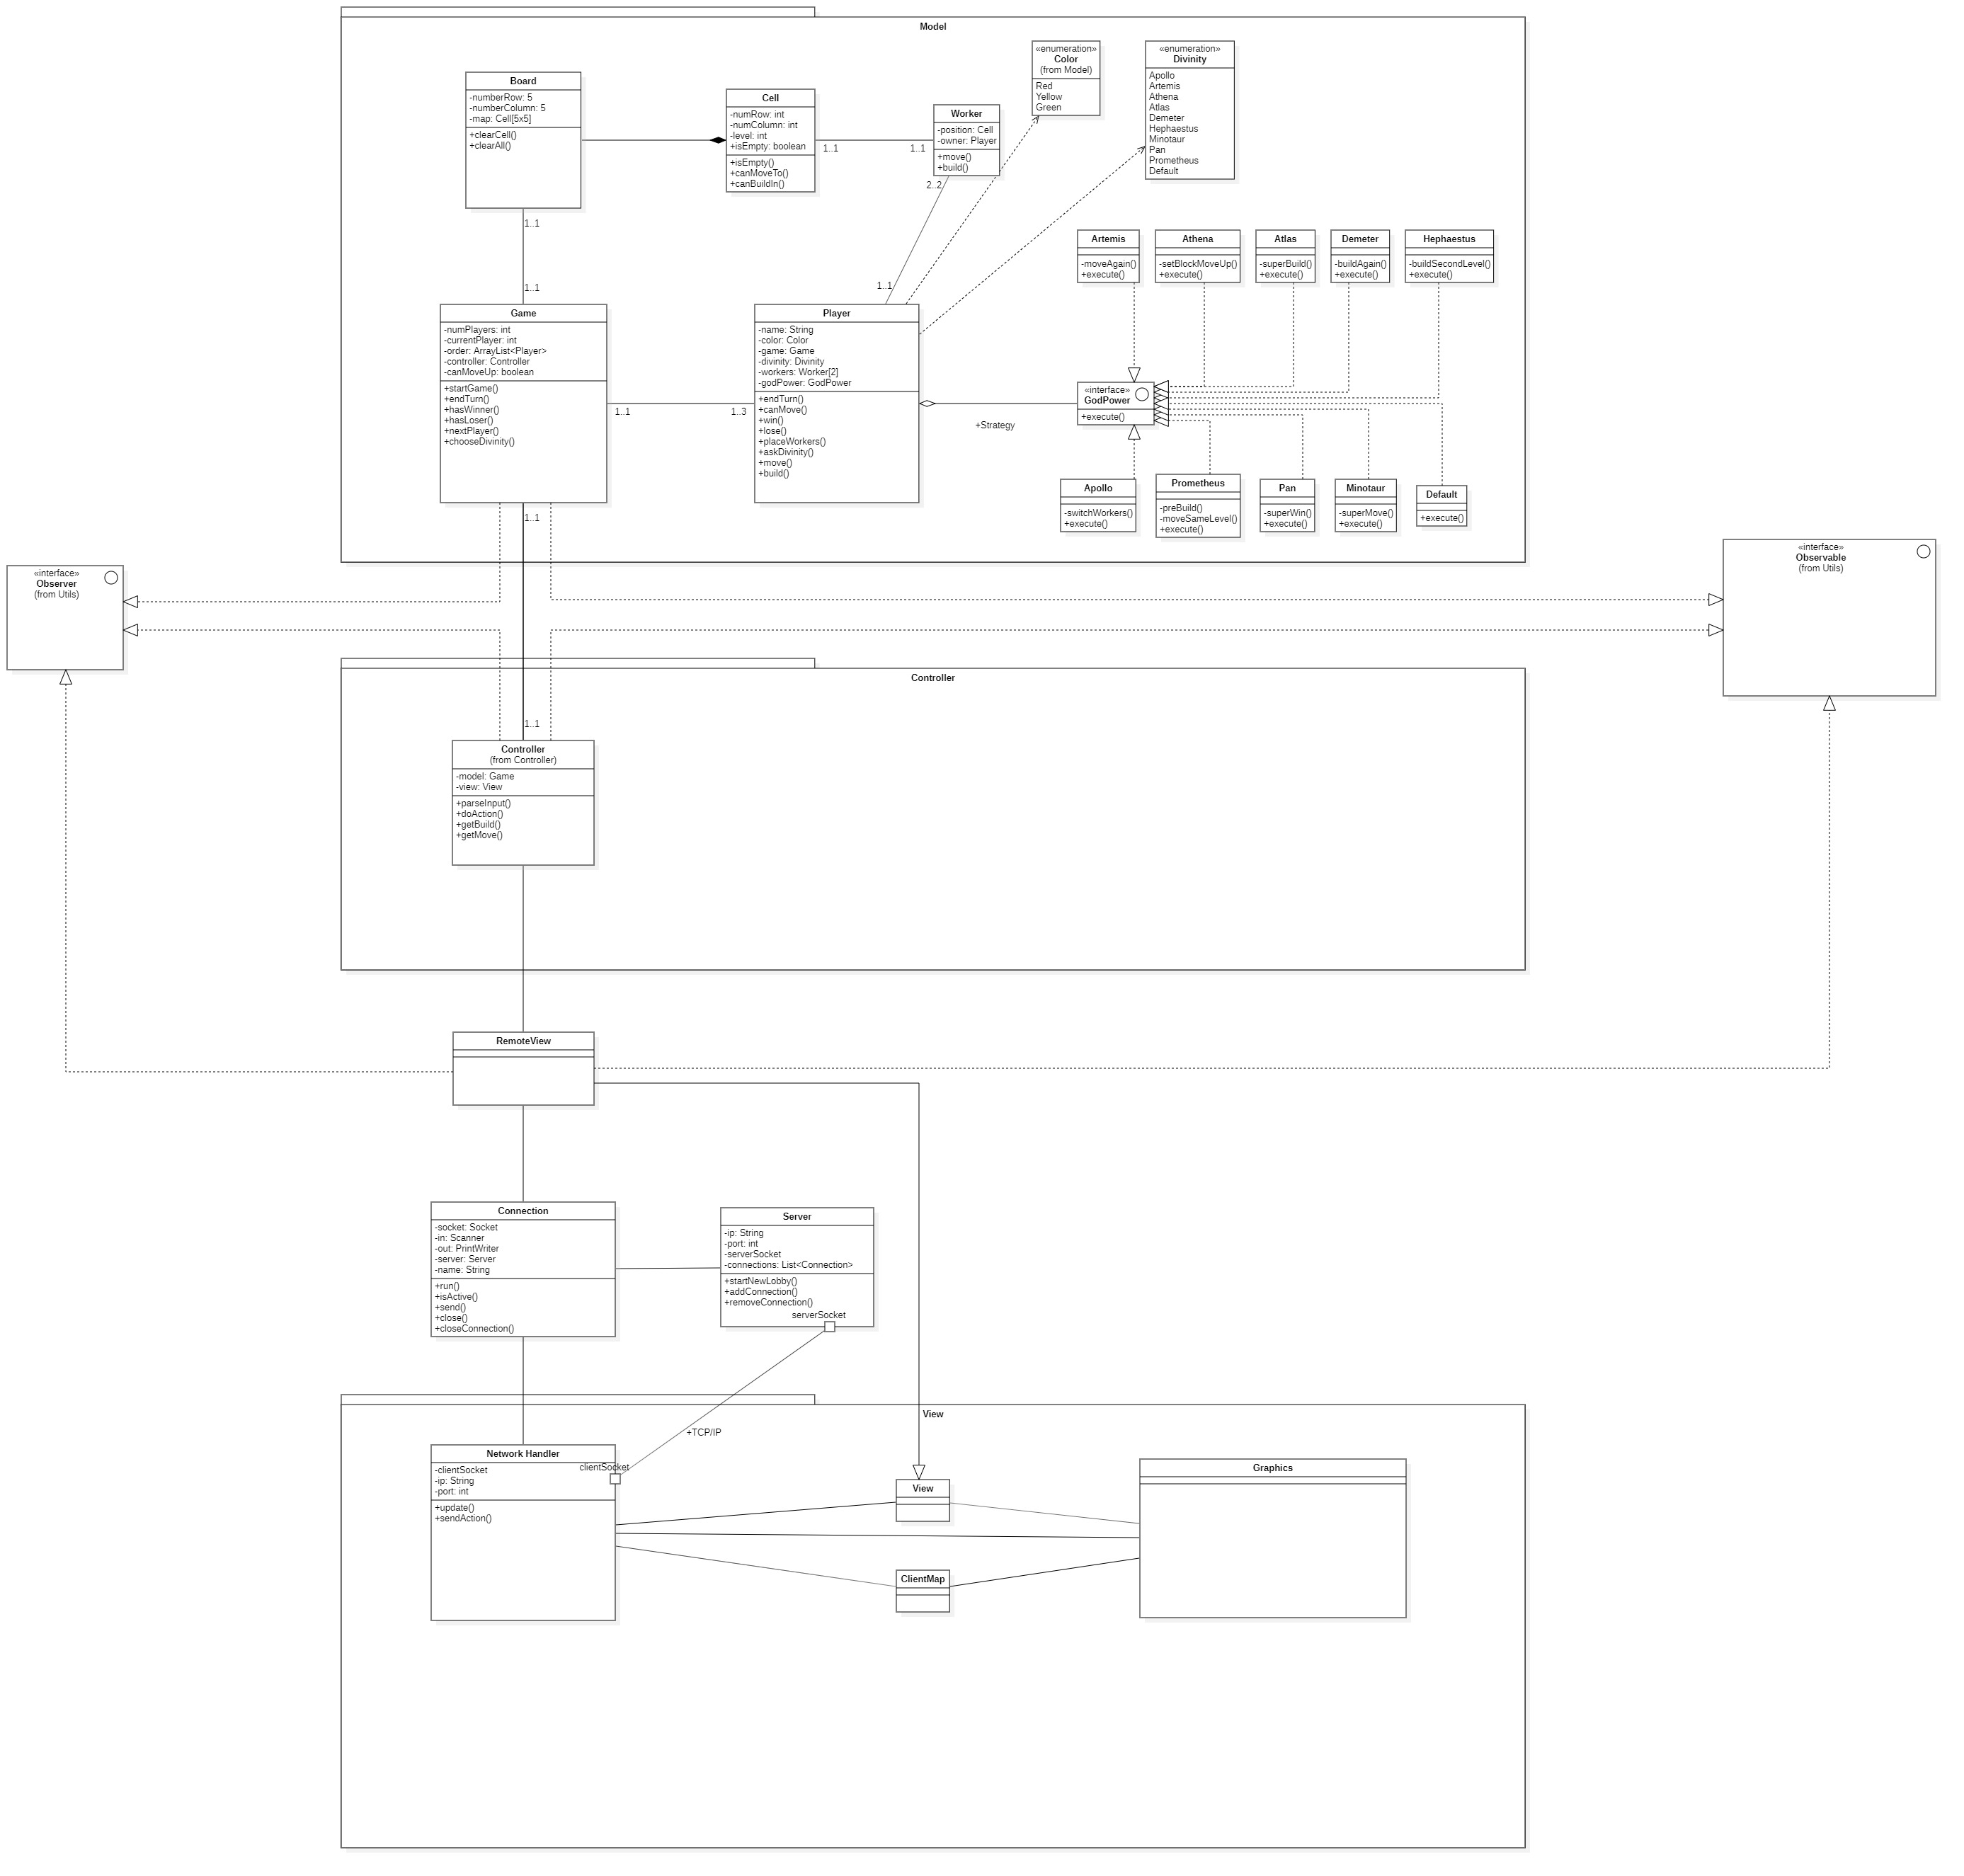 Model
Board
-numberRow: 5
-numberColumn: 5
-map: Cell[5x5]
+clearCell()
+clearAll()
Cell
-numRow: int
-numColumn: int
-level: int
+isEmpty: boolean
+isEmpty()
+canMoveTo()
+canBuildIn()
1..1
1..1
Worker
-position: Cell
-owner: Player
+move()
+build()
2..2
«enumeration»
Color
(from Model)
Red
Yellow
Green
«enumeration»
Divinity
Apollo
Artemis
Athena
Atlas
Demeter
Hephaestus
Minotaur
Pan
Prometheus
Default
1..1
1..1
1..1
Artemis
-moveAgain()
+execute()
Athena
-setBlockMoveUp()
+execute()
Atlas
-superBuild()
+execute()
Demeter
-buildAgain()
+execute()
Hephaestus
-buildSecondLevel()
+execute()
Game
-numPlayers: int
-currentPlayer: int
-order: ArrayList<Player>
-controller: Controller
-canMoveUp: boolean
+startGame()
+endTurn()
+hasWinner()
+hasLoser()
+nextPlayer()
+chooseDivinity()
1..1
1..3
Player
-name: String
-color: Color
-game: Game
-divinity: Divinity
-workers: Worker[2]
-godPower: GodPower
+endTurn()
+canMove()
+win()
+lose()
+placeWorkers()
+askDivinity()
+move()
+build()
+Strategy
«interface»
GodPower
+execute()
Apollo
-switchWorkers()
+execute()
Prometheus
-preBuild()
-moveSameLevel()
+execute()
Pan
-superWin()
+execute()
Minotaur
-superMove()
+execute()
Default
+execute()
1..1
«interface»
Observer
(from Utils)
«interface»
Observable
(from Utils)
Controller
1..1
Controller
(from Controller)
-model: Game
-view: View
+parseInput()
+doAction()
+getBuild()
+getMove()
RemoteView
Connection
-socket: Socket
-in: Scanner
-out: PrintWriter
-server: Server
-name: String
+run()
+isActive()
+send()
+close()
+closeConnection()
Server
-ip: String
-port: int
-serverSocket
-connections: List<Connection>
+startNewLobby()
+addConnection()
+removeConnection()
serverSocket
View
+TCP/IP
Network Handler
clientSocket
-clientSocket
-ip: String
-port: int
+update()
+sendAction()
View
ClientMap
Graphics